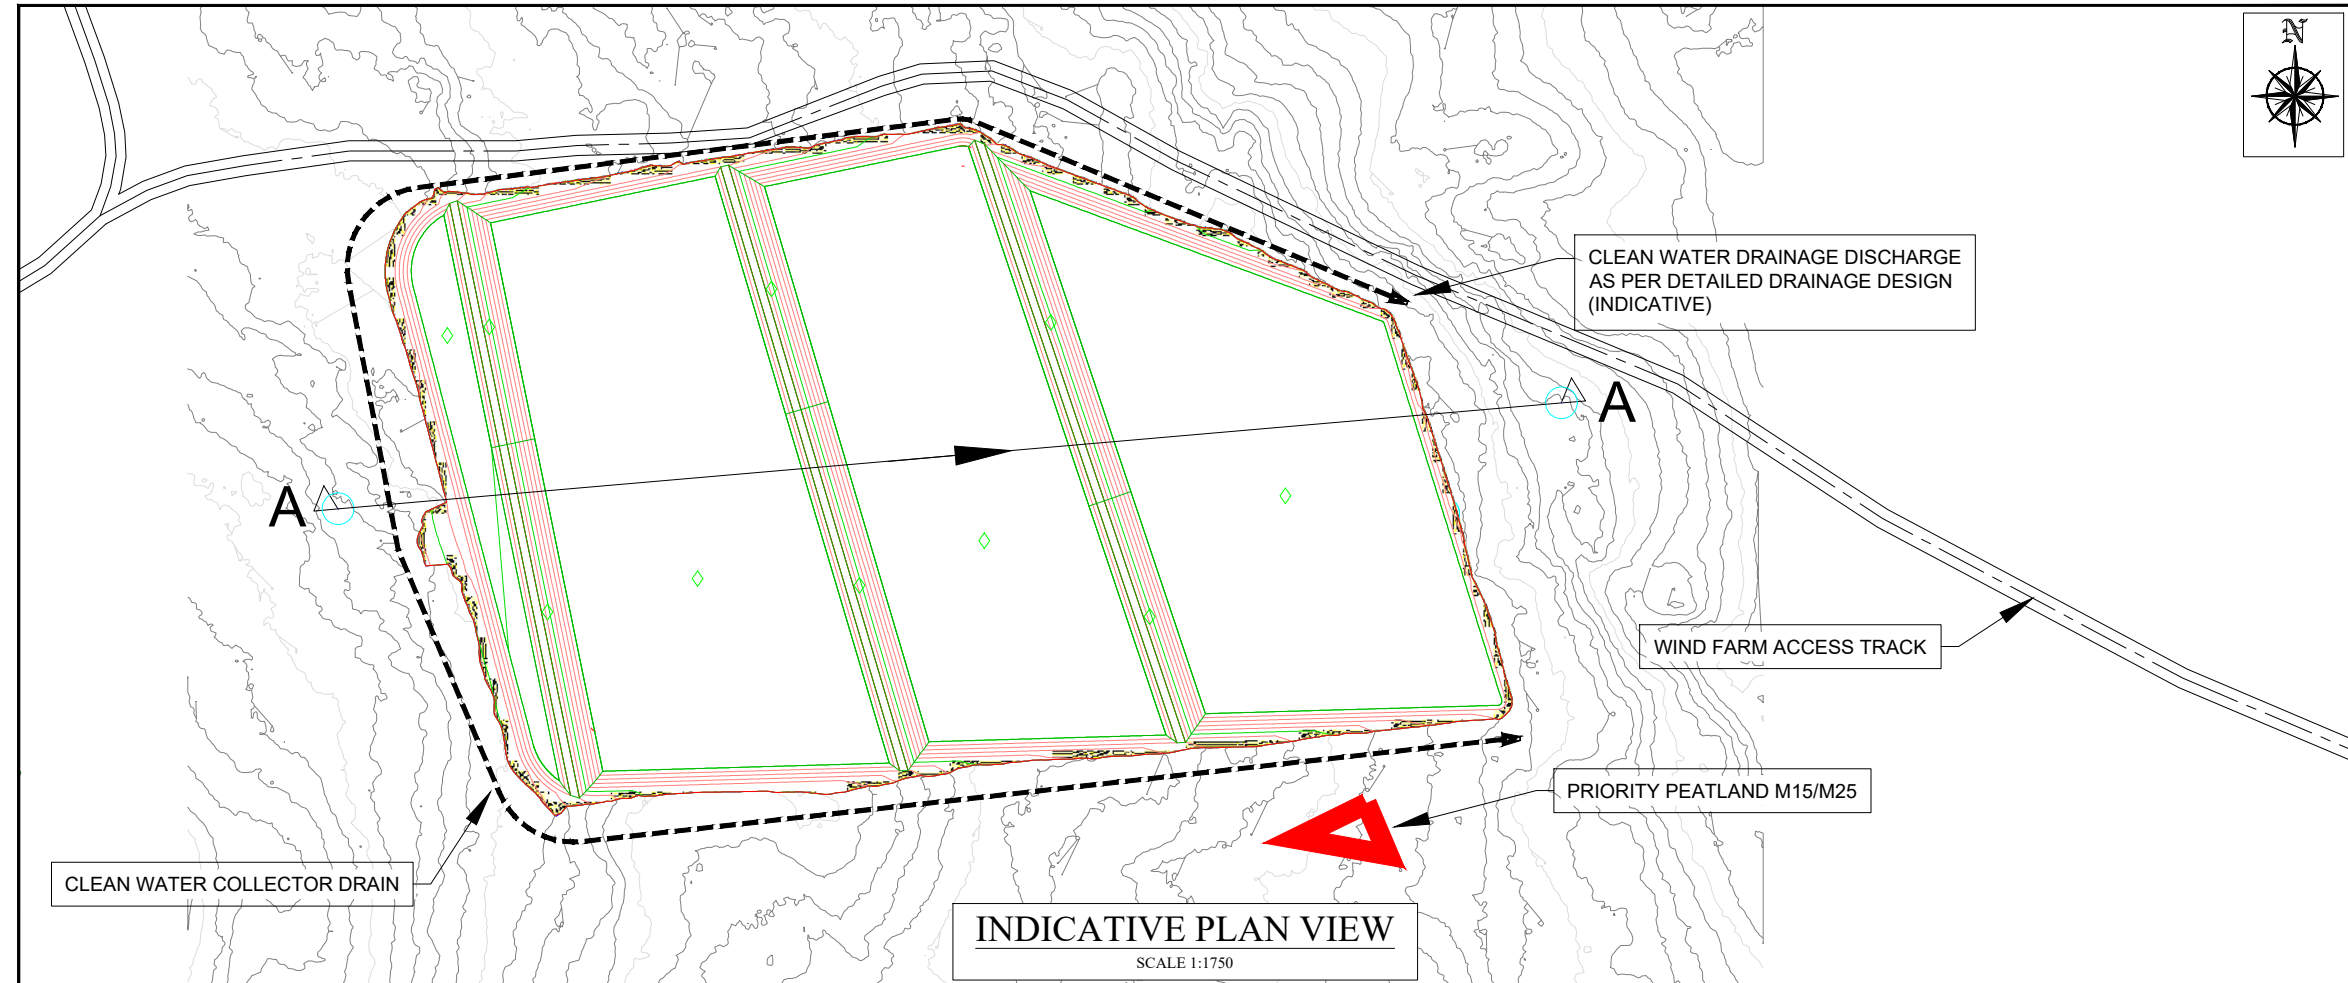 N
CLEAN WATER DRAINAGE DISCHARGE
AS PER DETAILED DRAINAGE DESIGN
(INDICATIVE)
A
A
WIND FARM ACCESS TRACK
PRIORITY PEATLAND M15/M25
CLEAN WATER COLLECTOR DRAIN
INDICATIVE PLAN VIEW
SCALE 1:1750